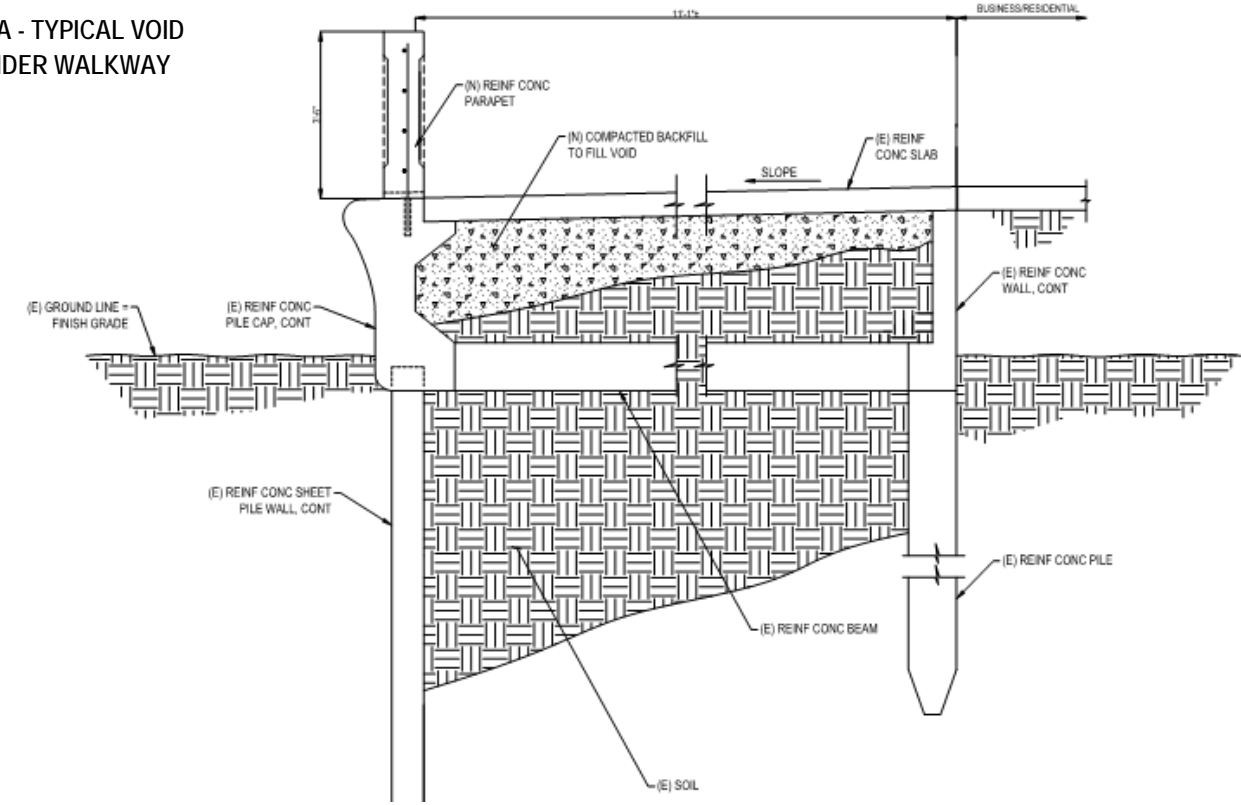 A - TYPICAL VOID
DER WALKWAY
BUSINESS/RESIDENTIAL
(N) REINF CONC
PARAPET
(N) COMPACTED BACKFILL
TO FILL VOID
(E) REINF
CONC SLAB
SLOPE
(E) GROUND LINE =
FINISH GRADE
(E) REINF CONC
PILE CAP, CONT
(E) REINF CONC
WALL, CONT
(E) REINF CONC SHEET
PILE WALL, CONT
(E) REINF CONC PILE
(E) REINF CONC BEAM
(E) SOIL